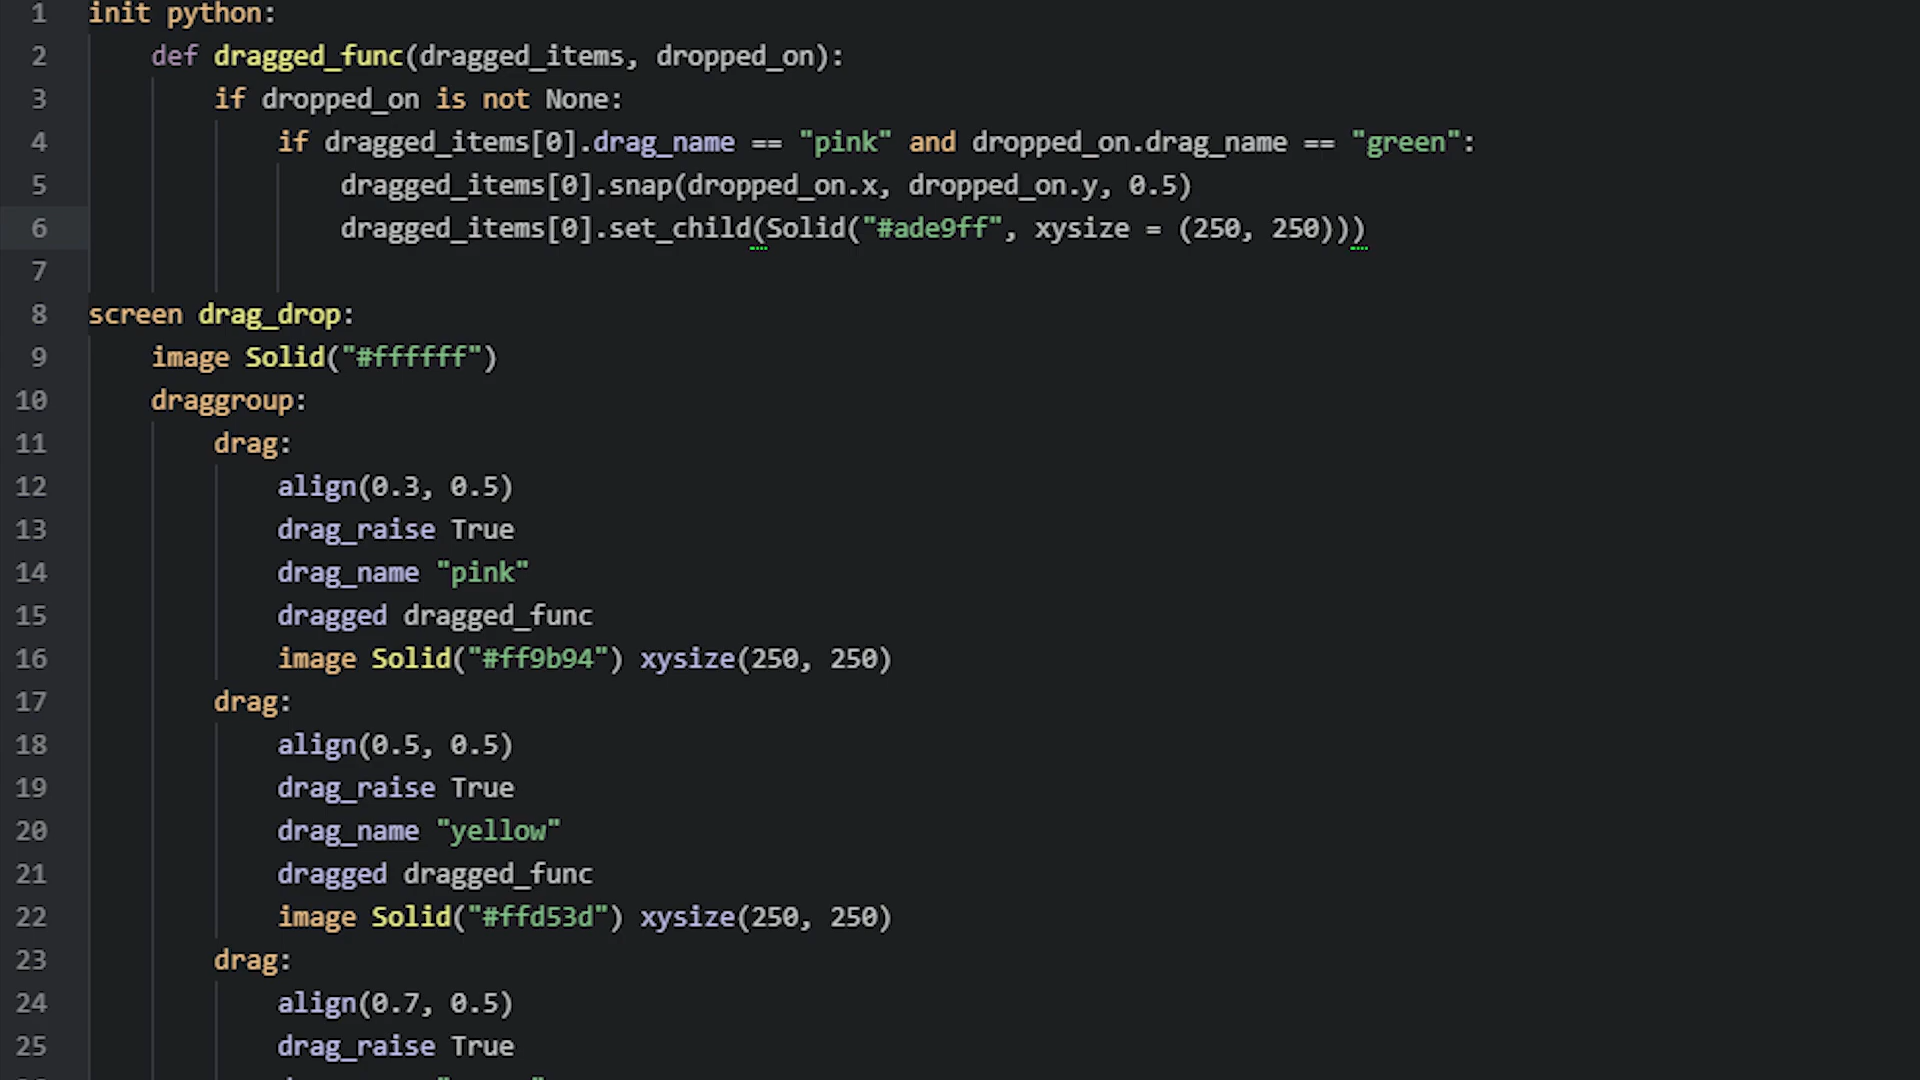 1 init python:
2 def dragged_func(dragged_items, dropped_on):
3 if dropped_on is not None:
4 if dragged_items[0].drag_name == "pink" and dropped_on.drag_name == "green":
5 dragged_items[0].snap(dropped_on.x, dropped_on.y, 0.5)
6 dragged_items[0].set_child(Solid("#ade9ff", xysize = (250, 250)))
7
8 screen drag_drop:
9 image Solid("#ffffff")
10 draggroup:
11 drag:
12 align(0.3, 0.5)
13 drag_raise True
14 drag_name "pink"
15 dragged dragged_func
16 image Solid("#ff9b94") xysize(250, 250)
17 drag:
18 align(0.5, 0.5)
19 drag_raise True
20 drag_name "yellow"
21 dragged dragged_func
22 image Solid("#ffd53d") xysize(250, 250)
23 drag:
24 align(0.7, 0.5)
25 drag_raise True